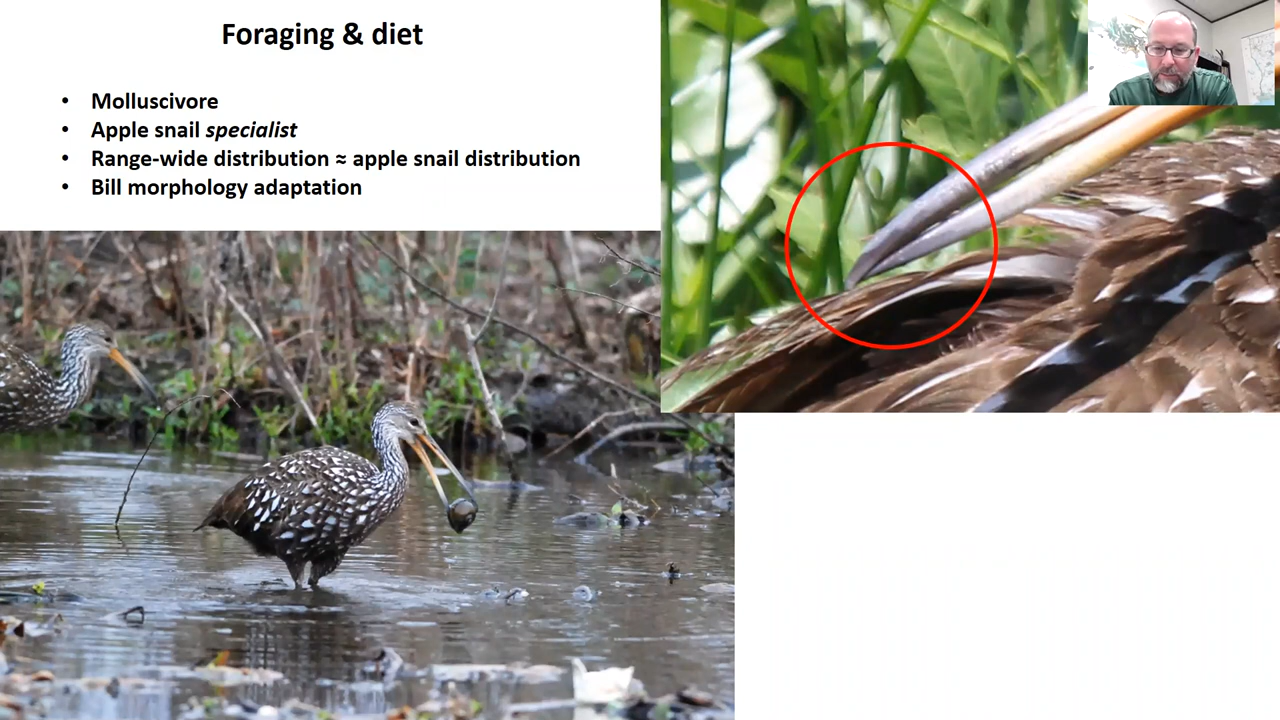 Foraging & diet
• Molluscivore
• Apple snail specialist
• Range-wide distribution ≈ apple snail distribution
• Bill morphology adaptation